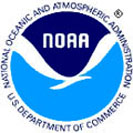 NATIONAL OCEANIC AND ATMOSPHERIC ADMINISTRATION
NOAA
U.S. DEPARTMENT OF COMMERCE
®